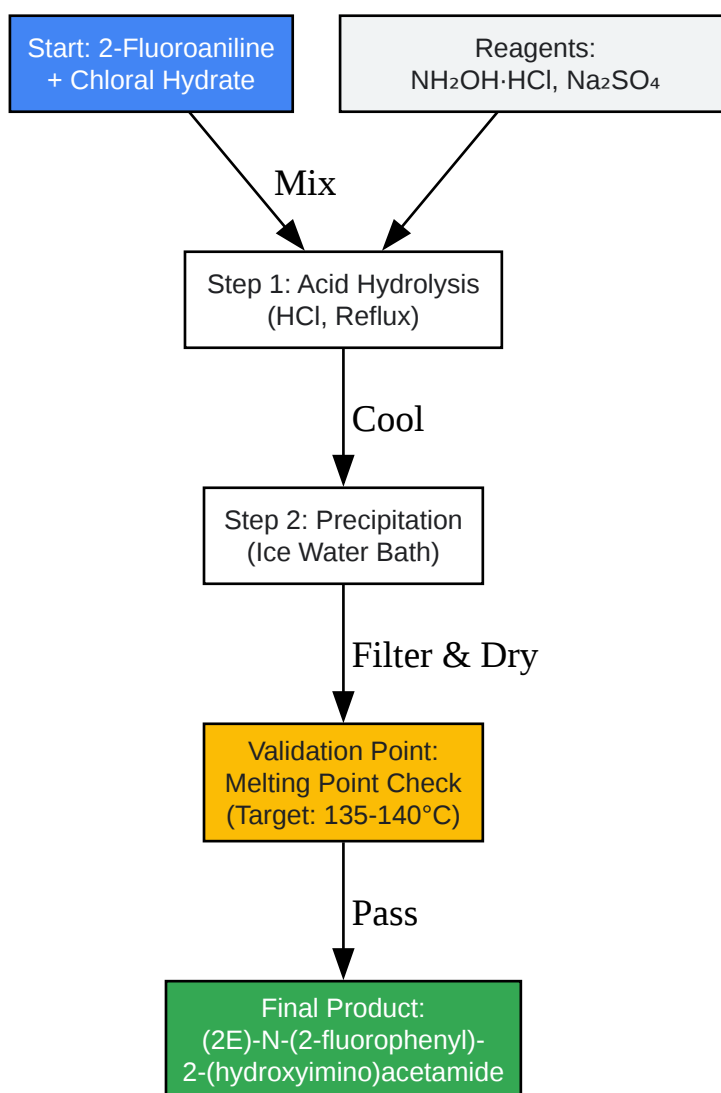 Start: 2-Fluoroaniline
+ Chloral Hydrate
Reagents:
NH₂OH·HCl, Na₂SO₄
Mix
Step 1: Acid Hydrolysis
(HCl, Reflux)
Cool
Step 2: Precipitation
(Ice Water Bath)
Filter & Dry
Validation Point:
Melting Point Check
(Target: 135-140°C)
Pass
Final Product:
(2E)-N-(2-fluorophenyl)-
2-(hydroxyimino)acetamide